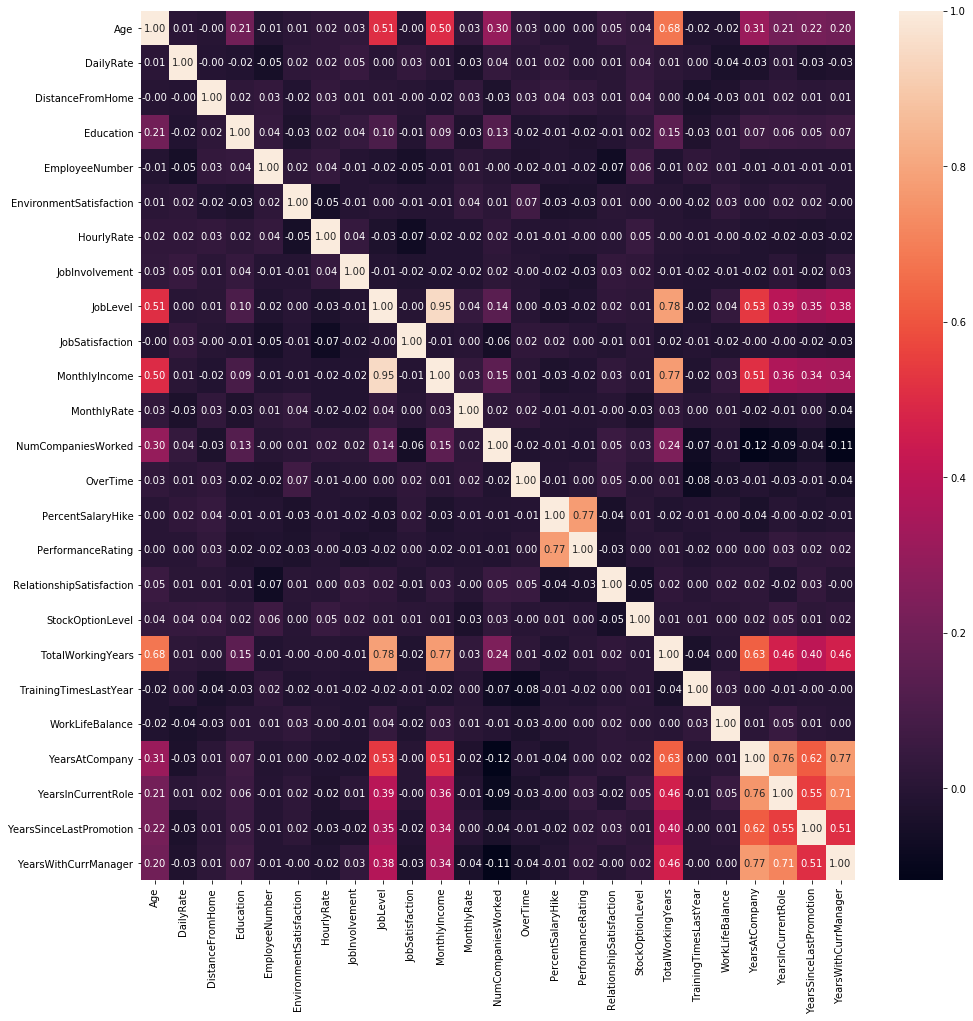 Age 1.00 0.01 -0.00 0.21 -0.01 0.01 0.02 0.03 0.51 -0.00 0.50 0.03 0.30 0.03 0.00 0.00 0.05 0.04 0.68 -0.02 -0.02 0.31 0.21 0.22 0.20
DailyRate 0.01 1.00 -0.00 -0.02 -0.05 0.02 0.02 0.05 0.00 0.03 0.01 -0.03 0.04 0.01 0.02 0.00 0.01 0.04 0.01 0.00 -0.04 -0.03 0.01 -0.03 -0.03
DistanceFromHome -0.00 -0.00 1.00 0.02 0.03 -0.02 0.03 0.01 0.01 -0.00 -0.02 0.03 -0.03 0.03 0.04 0.03 0.01 0.04 0.00 -0.04 -0.03 0.01 0.02 0.01 0.01
Education 0.21 -0.02 0.02 1.00 0.04 -0.03 0.02 0.04 0.10 -0.01 0.09 -0.03 0.13 -0.02 -0.01 -0.02 -0.01 0.02 0.15 -0.03 0.01 0.07 0.06 0.05 0.07
EmployeeNumber -0.01 -0.05 0.03 0.04 1.00 0.02 0.04 -0.01 -0.02 -0.05 -0.01 0.01 -0.00 -0.02 -0.01 -0.02 -0.07 0.06 -0.01 0.02 0.01 -0.01 -0.01 -0.01 -0.01
EnvironmentSatisfaction 0.01 0.02 -0.02 -0.03 0.02 1.00 -0.05 -0.01 0.00 -0.01 -0.01 0.04 0.01 0.07 -0.03 -0.03 0.01 0.00 -0.00 -0.02 0.03 0.00 0.02 0.02 -0.00
HourlyRate 0.02 0.02 0.03 0.02 0.04 -0.05 1.00 0.04 -0.03 -0.07 -0.02 -0.02 0.02 -0.01 -0.01 -0.00 0.00 0.05 -0.00 -0.01 -0.00 -0.02 -0.02 -0.03 -0.02
JobInvolvement 0.03 0.05 0.01 0.04 -0.01 -0.01 0.04 1.00 -0.01 -0.02 -0.02 -0.02 0.02 -0.00 -0.02 -0.03 0.03 0.02 -0.01 -0.02 -0.01 -0.02 0.01 -0.02 0.03
JobLevel 0.51 0.00 0.01 0.10 -0.02 0.00 -0.03 -0.01 1.00 -0.00 0.95 0.04 0.14 0.00 -0.03 -0.02 0.02 0.01 0.78 -0.02 0.04 0.53 0.39 0.35 0.38
JobSatisfaction -0.00 0.03 -0.00 -0.01 -0.05 -0.01 -0.07 -0.02 -0.00 1.00 -0.01 0.00 -0.06 0.02 0.02 0.00 -0.01 0.01 -0.02 -0.01 -0.02 -0.00 -0.00 -0.02 -0.03
MonthlyIncome 0.50 0.01 -0.02 0.09 -0.01 -0.01 -0.02 -0.02 0.95 -0.01 1.00 0.03 0.15 0.01 -0.03 -0.02 0.03 0.01 0.77 -0.02 0.03 0.51 0.36 0.34 0.34
MonthlyRate 0.03 -0.03 0.03 -0.03 0.01 0.04 -0.02 -0.02 0.04 0.00 0.03 1.00 0.02 0.02 -0.01 -0.01 -0.00 -0.03 0.03 0.00 0.01 -0.02 -0.01 0.00 -0.04
NumCompaniesWorked 0.30 0.04 -0.03 0.13 -0.00 0.01 0.02 0.02 0.14 -0.06 0.15 0.02 1.00 -0.02 -0.01 -0.01 0.05 0.03 0.24 -0.07 -0.01 -0.12 -0.09 -0.04 -0.11
OverTime 0.03 0.01 0.03 -0.02 -0.02 0.07 -0.01 -0.00 0.00 0.02 0.01 0.02 -0.02 1.00 -0.01 0.00 0.05 -0.00 0.01 -0.08 -0.03 -0.01 -0.03 -0.01 -0.04
PercentSalaryHike 0.00 0.02 0.04 -0.01 -0.01 -0.03 -0.01 -0.02 -0.03 0.02 -0.03 -0.01 -0.01 -0.01 1.00 0.77 -0.04 0.01 -0.02 -0.01 -0.00 -0.04 -0.00 -0.02 -0.01
PerformanceRating 0.00 0.00 0.03 -0.02 -0.02 -0.03 -0.00 -0.03 -0.02 0.00 -0.02 -0.01 -0.01 0.00 0.77 1.00 -0.03 0.00 0.01 -0.02 0.00 0.00 0.03 0.02 0.02
RelationshipSatisfaction 0.05 0.01 0.01 -0.01 -0.07 0.01 0.00 0.03 0.02 -0.01 0.03 -0.00 0.05 0.05 -0.04 -0.03 1.00 -0.05 0.02 0.00 0.02 0.02 -0.02 0.03 -0.00
StockOptionLevel 0.04 0.04 0.04 0.02 0.06 0.00 0.05 0.02 0.01 0.01 0.01 -0.03 0.03 -0.00 0.01 0.00 -0.05 1.00 0.01 0.01 0.00 0.02 0.05 0.01 0.02
TotalWorkingYears 0.68 0.01 0.00 0.15 -0.01 -0.00 -0.00 -0.01 0.78 -0.02 0.77 0.03 0.24 0.01 -0.02 0.01 0.02 0.01 1.00 -0.04 0.00 0.63 0.46 0.40 0.46
TrainingTimesLastYear -0.02 0.00 -0.04 -0.03 0.02 -0.02 -0.01 -0.02 -0.02 -0.01 -0.02 0.00 -0.07 -0.08 -0.01 -0.02 0.00 0.01 -0.04 1.00 0.03 0.00 -0.01 -0.00 -0.00
WorkLifeBalance -0.02 -0.04 -0.03 0.01 0.01 0.03 -0.00 -0.01 0.04 -0.02 0.03 0.01 -0.01 -0.03 -0.00 0.00 0.02 0.00 0.00 0.03 1.00 0.01 0.05 0.01 0.00
YearsAtCompany 0.31 -0.03 0.01 0.07 -0.01 0.00 -0.02 -0.02 0.53 -0.00 0.51 -0.02 -0.12 -0.01 -0.04 0.00 0.02 0.02 0.63 0.00 0.01 1.00 0.76 0.62 0.77
YearsInCurrentRole 0.21 0.01 0.02 0.06 -0.01 0.02 -0.02 0.01 0.39 -0.00 0.36 -0.01 -0.09 -0.03 -0.00 0.03 -0.02 0.05 0.46 -0.01 0.05 0.76 1.00 0.55 0.71
YearsSinceLastPromotion 0.22 -0.03 0.01 0.05 -0.01 0.02 -0.03 -0.02 0.35 -0.02 0.34 0.00 -0.04 -0.01 -0.02 0.02 0.03 0.01 0.40 -0.00 0.01 0.62 0.55 1.00 0.51
YearsWithCurrManager 0.20 -0.03 0.01 0.07 -0.01 -0.00 -0.02 0.03 0.38 -0.03 0.34 -0.04 -0.11 -0.04 -0.01 0.02 -0.00 0.02 0.46 -0.00 0.00 0.77 0.71 0.51 1.00
Age
DailyRate
DistanceFromHome
Education
EmployeeNumber
EnvironmentSatisfaction
HourlyRate
JobInvolvement
JobLevel
JobSatisfaction
MonthlyIncome
MonthlyRate
NumCompaniesWorked
OverTime
PercentSalaryHike
PerformanceRating
RelationshipSatisfaction
StockOptionLevel
TotalWorkingYears
TrainingTimesLastYear
WorkLifeBalance
YearsAtCompany
YearsInCurrentRole
YearsSinceLastPromotion
YearsWithCurrManager
1.0
0.8
0.6
0.4
0.2
0.0